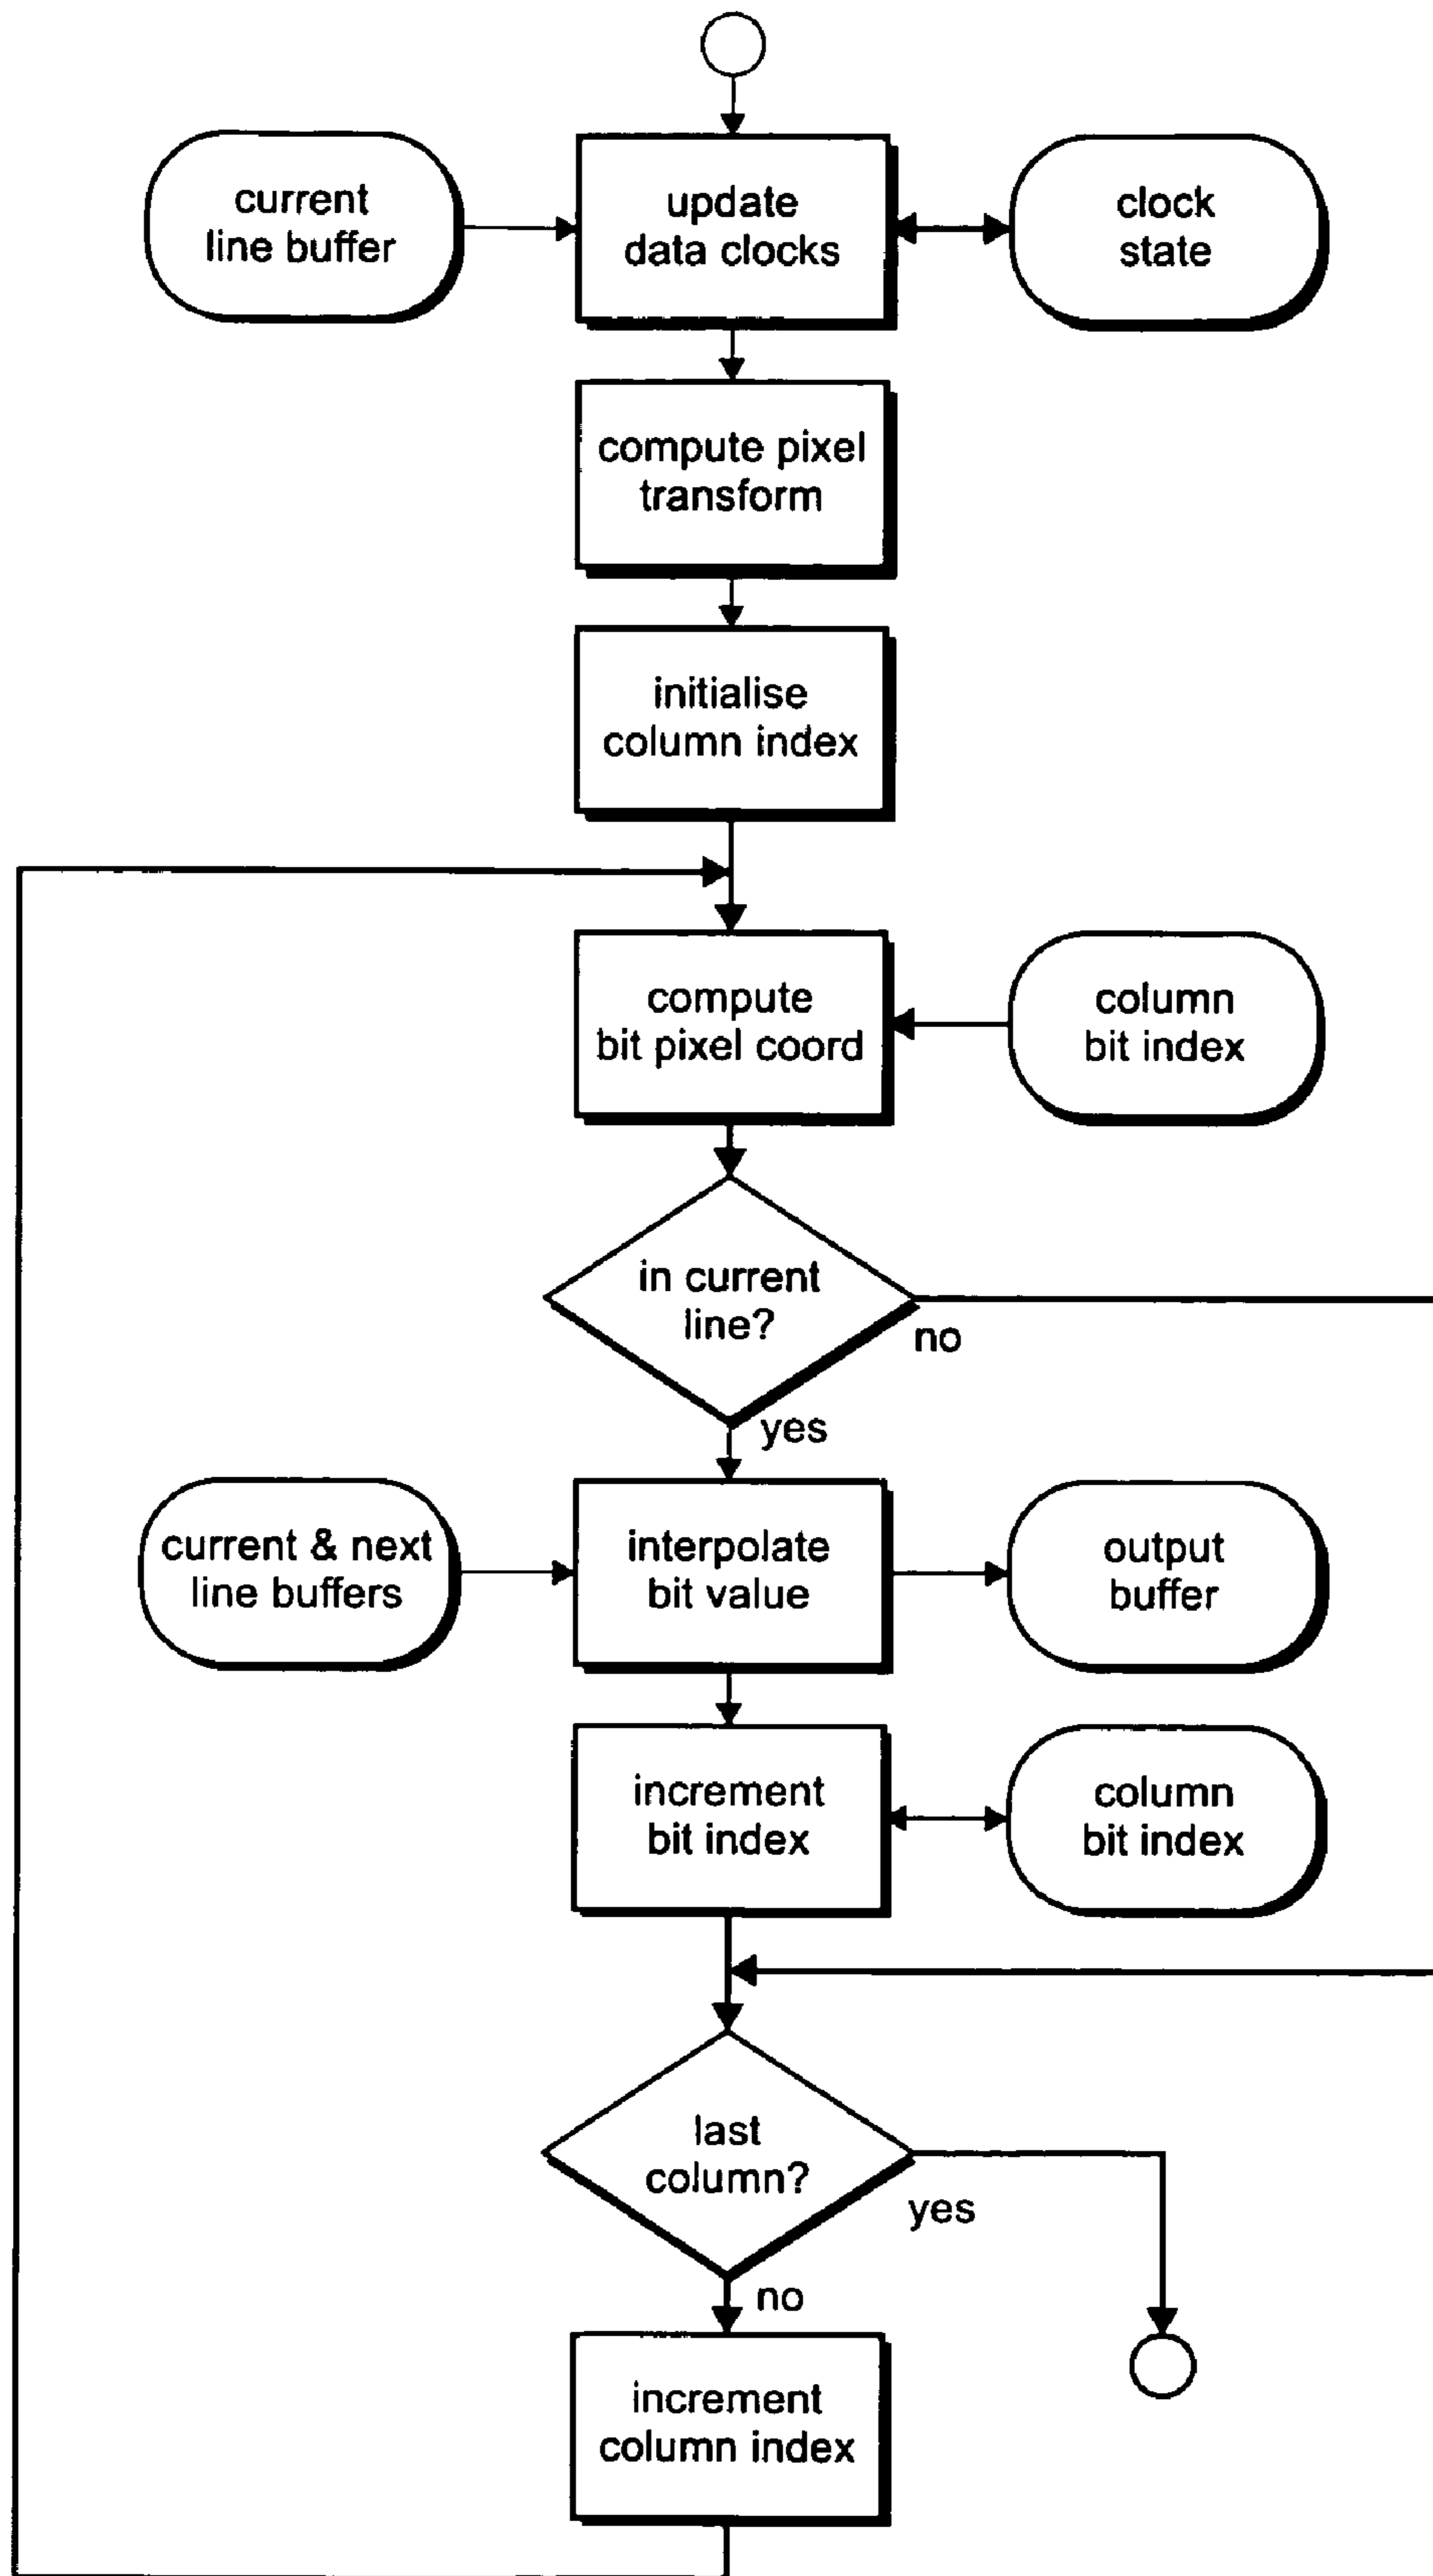 current
line buffer
update
data clocks
clock
state
compute pixel
transform
initialise
column index
compute
bit pixel coord
column
bit index
in current
line?
no
yes
current & next
line buffers
interpolate
bit value
output
buffer
increment
bit index
column
bit index
last
column?
yes
no
increment
column index